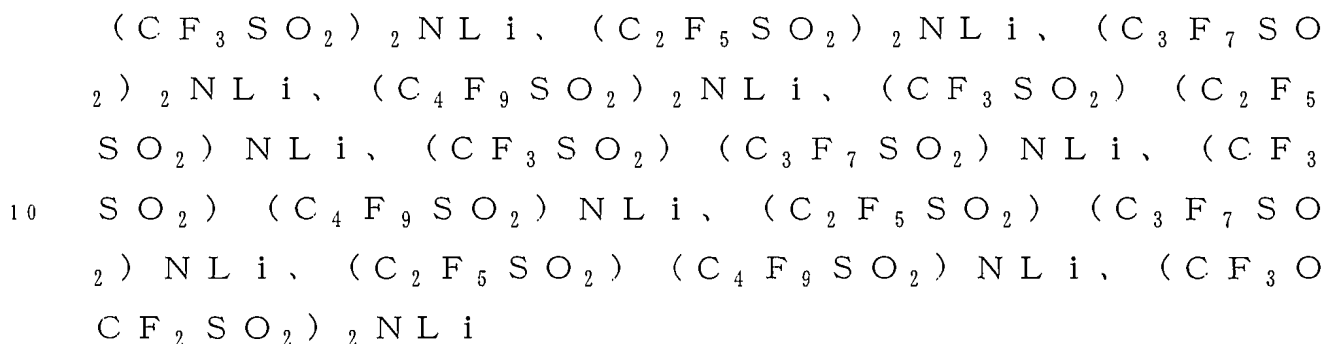 (CF₃SO₂)₂NLi、(C₂F₅SO₂)₂NLi、(C₃F₇SO
₂)₂NLi、(C₄F₉SO₂)₂NLi、(CF₃SO₂)(C₂F₅
SO₂)NLi、(CF₃SO₂)(C₃F₇SO₂)NLi、(CF₃
10 SO₂)(C₄F₉SO₂)NLi、(C₂F₅SO₂)(C₃F₇SO
₂)NLi、(C₂F₅SO₂)(C₄F₉SO₂)NLi、(CF₃O
CF₂SO₂)₂NLi